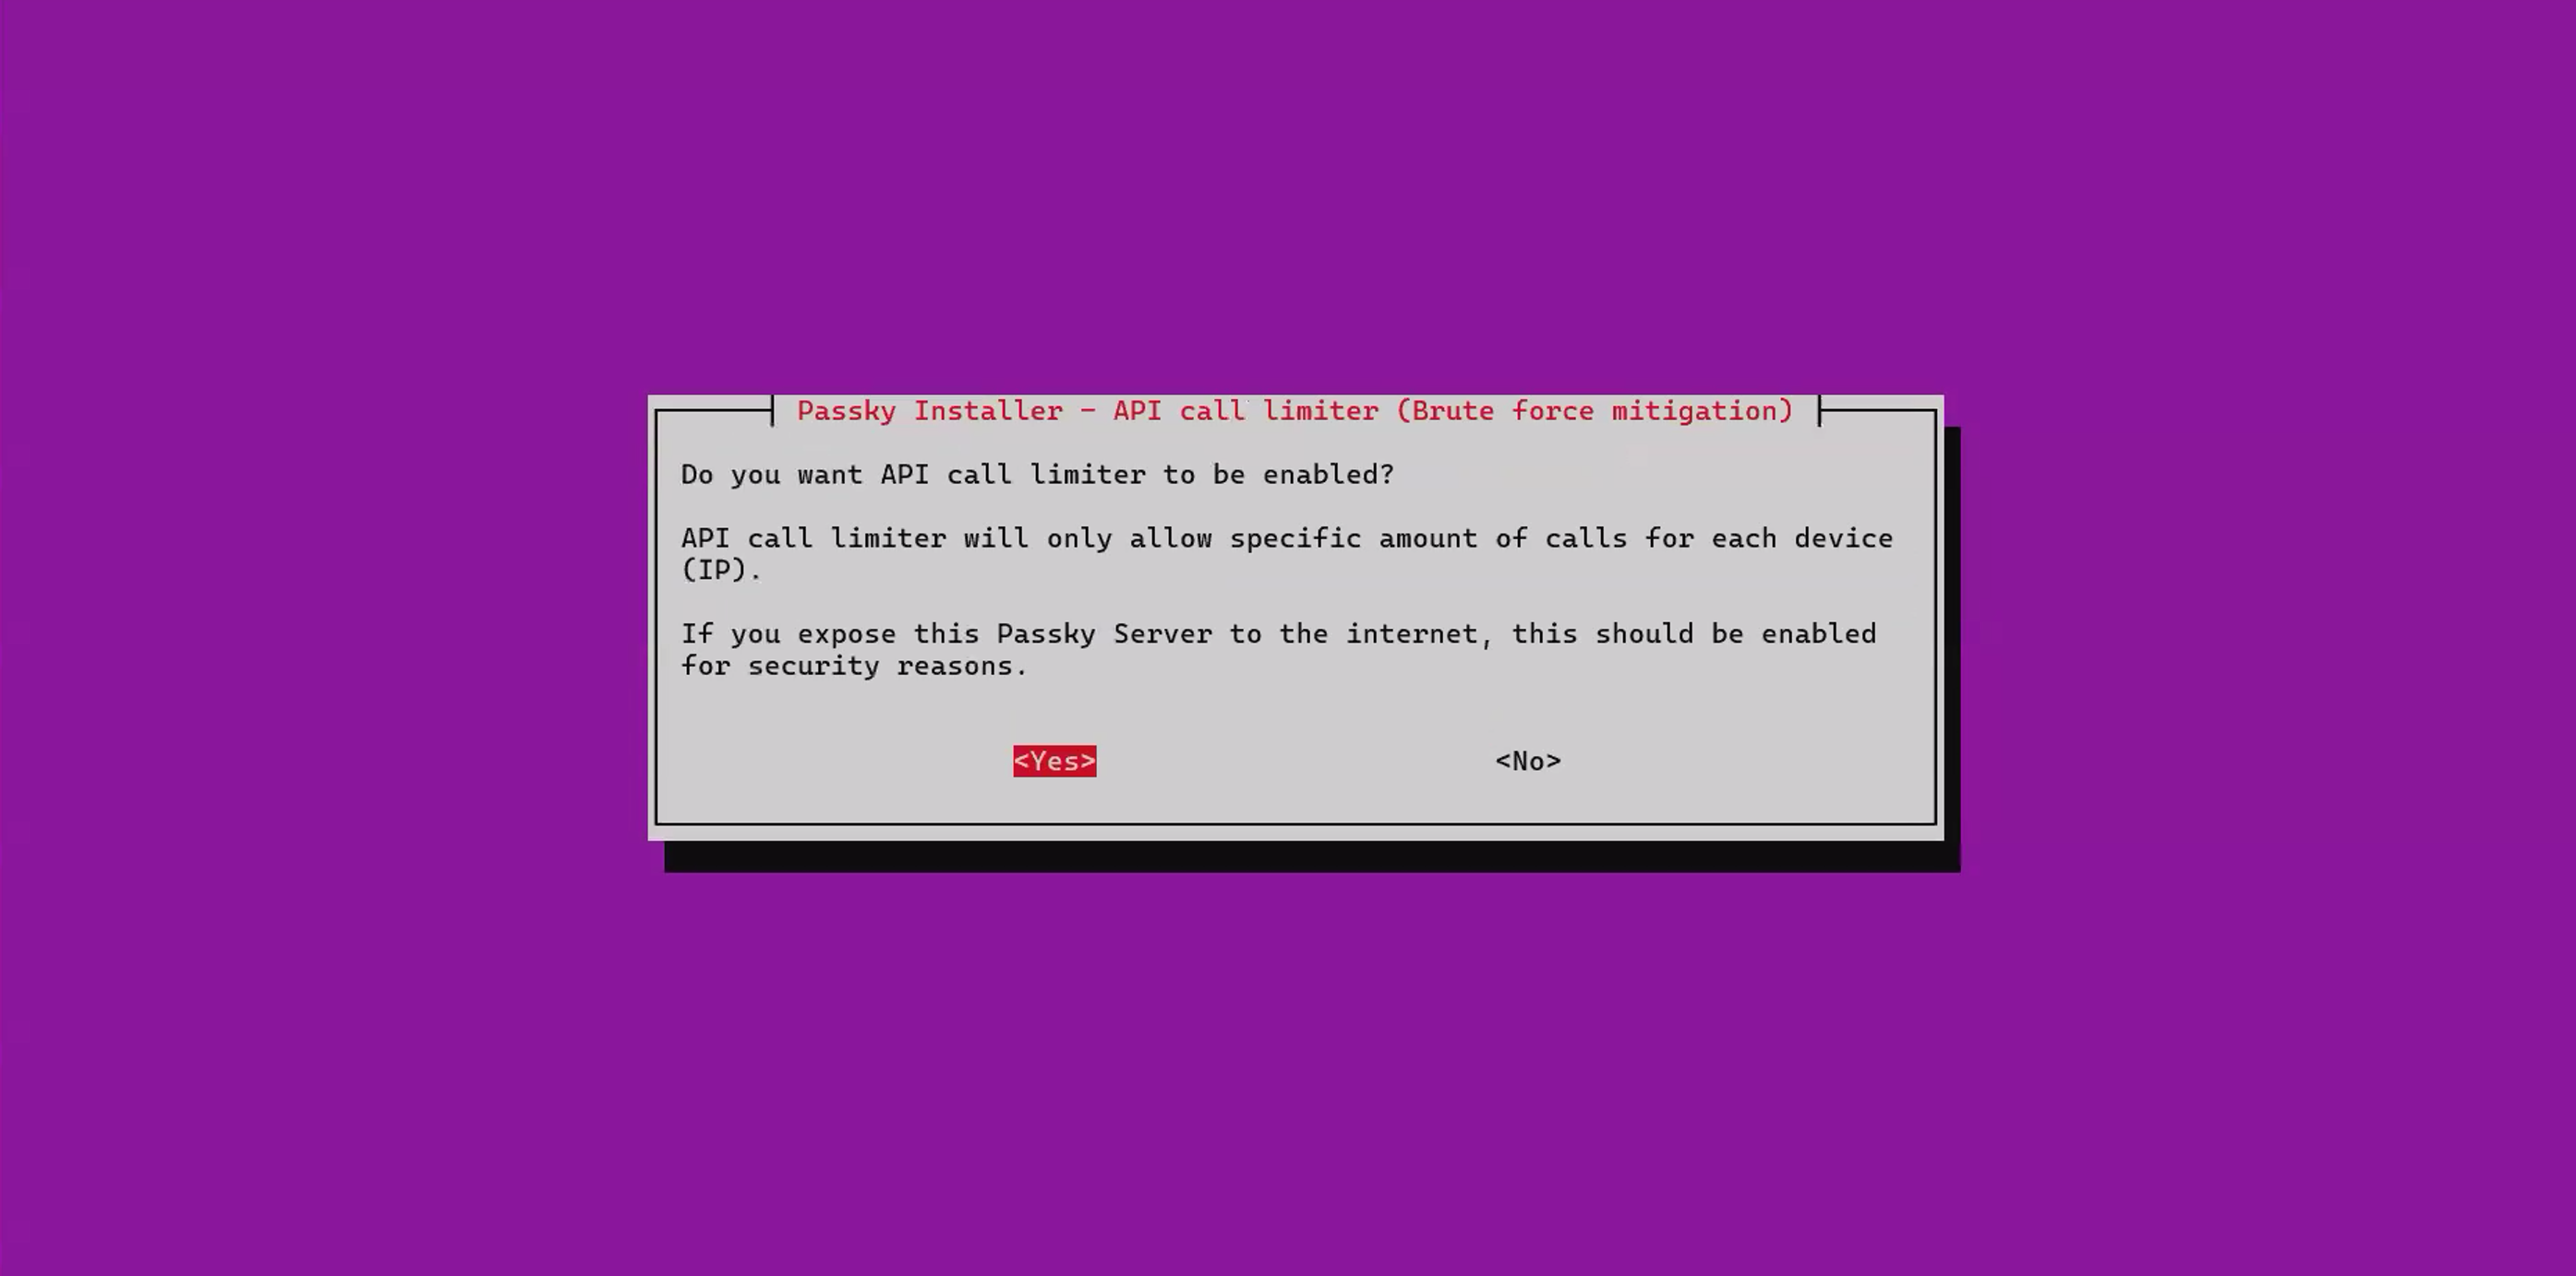 Passky Installer - API call limiter (Brute force mitigation)
Do you want API call limiter to be enabled?
API call limiter will only allow specific amount of calls for each device
(IP).
If you expose this Passky Server to the internet, this should be enabled
for security reasons.
<Yes> <No>